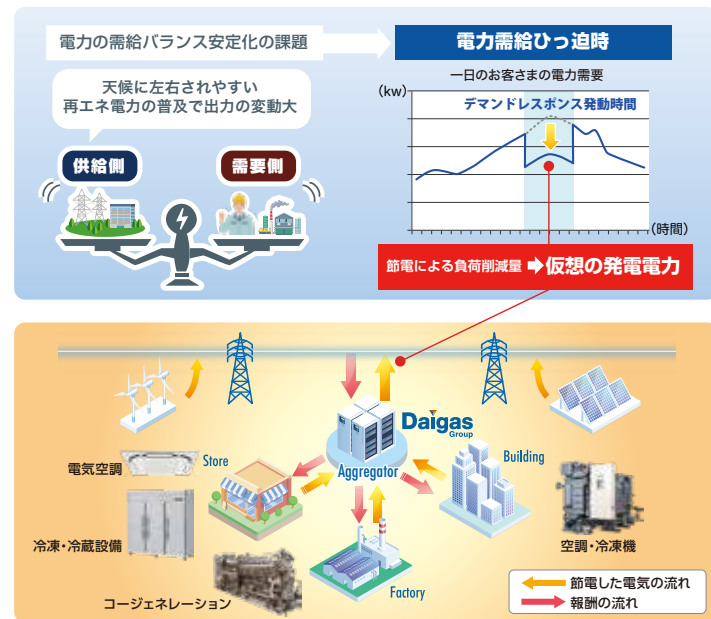 電力の需給バランス安定化の課題
電力需給ひっ迫時
天候に左右されやすい
再エネ電力の普及で出力の変動大
供給側
需要側
一日のお客さまの電力需要
(kw)
デマンドレスポンス発動時間
(時間)
節電による負荷削減量 ➡ 仮想の発電電力
Daigas
Group
Aggregator
Store
Building
Factory
電気空調
冷凍・冷蔵設備
コージェネレーション
空調・冷凍機
節電した電気の流れ
報酬の流れ